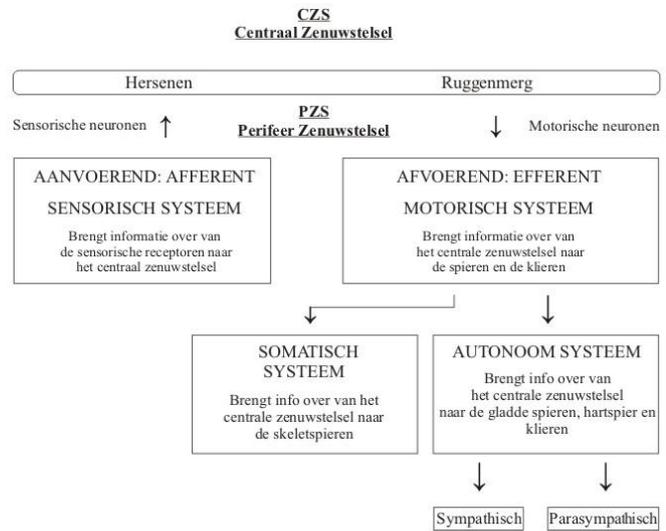 CZS
Centraal Zenuwstelsel
Hersenen
Ruggenmerg
PZS
Perifeer Zenuwstelsel
Sensorische neuronen
Motorische neuronen
AANVOEREND: AFFERENT
SENSORISCH SYSTEEM
Brengt informatie over van
de sensorische receptoren naar
het centraal zenuwstelsel
AFVOEREND: EFFERENT
MOTORISCH SYSTEEM
Brengt informatie over van
het centrale zenuwstelsel naar
de spieren en de klieren
SOMATISCH
SYSTEEM
Brengt info over van het
centrale zenuwstelsel naar
de skeletspieren
AUTONOOM SYSTEEM
Brengt info over van
het centrale zenuwstelsel
naar de gladde spieren, hartspier en
klieren
Sympathisch
Parasympathisch